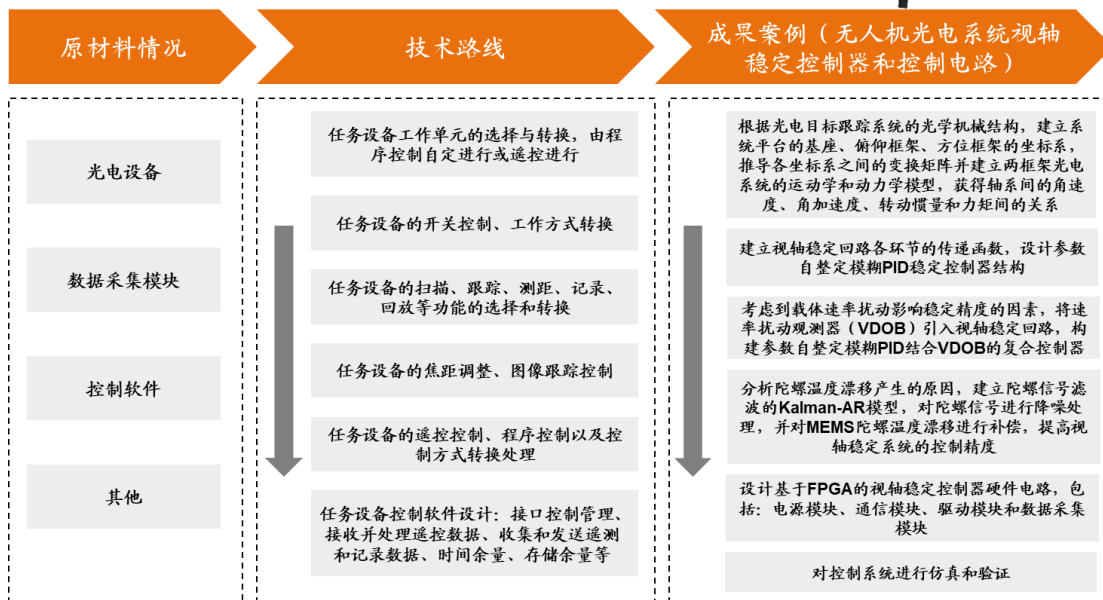 原材料情况
技术路线
成果案例（无人机光电系统视轴
稳定控制器和控制电路）
光电设备
数据采集模块
控制软件
其他
任务设备工作单元的选择与转换，由程
序控制自定进行或遥控进行
任务设备的开关控制、工作方式转换
任务设备的扫描、跟踪、测距、记录、
回放等功能的选择和转换
任务设备的焦距调整、图像跟踪控制
任务设备的遥控控制、程序控制以及控
制方式转换处理
任务设备控制软件设计：接口控制管理、
接收并处理遥控数据、收集和发送遥测
和记录数据、时间余量、存储余量等
根据光电目标跟踪系统的光学机械结构，建立系
统平台的基座、俯仰框架、方位框架的坐标系，
推导各坐标系之间的变换矩阵并建立两框架光电
系统的运动学和动力学模型，获得轴系间的角速
度、角加速度、转动惯量和力矩间的关系
建立视轴稳定回路各环节的传递函数，设计参数
自整定模糊PID稳定控制器结构
考虑到载体速率扰动影响稳定精度的因素，将速
率扰动观测器（VDOB）引入视轴稳定回路，构
建参数自整定模糊PID结合VDOB的复合控制器
分析陀螺温度漂移产生的原因，建立陀螺信号滤
波的Kalman-AR模型，对陀螺信号进行降噪处
理，并对MEMS陀螺温度漂移进行补偿，提高视
轴稳定系统的控制精度
设计基于FPGA的视轴稳定控制器硬件电路，包
括：电源模块、通信模块、驱动模块和数据采集
模块
对控制系统进行仿真和验证